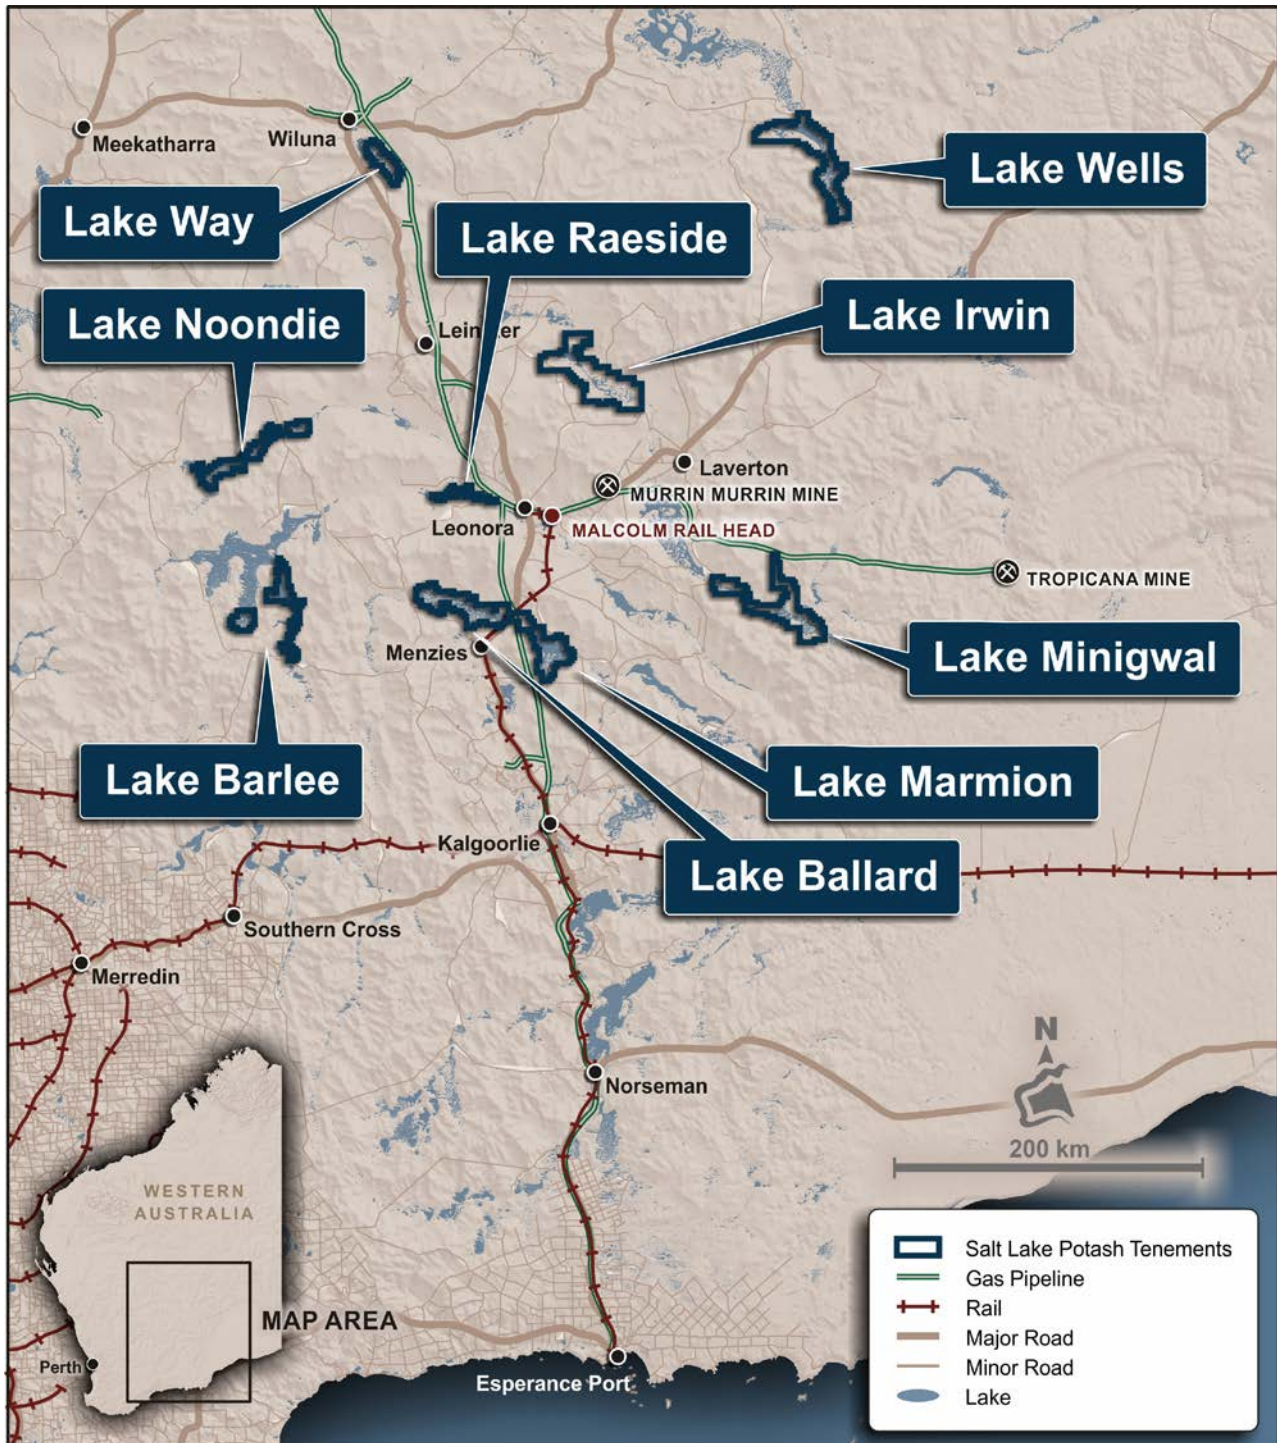 Meekatharra
Wiluna
Lake Way
Lake Wells
Lake Raeside
Lake Noondie
Lake Irwin
Laverton
MURRIN MURRIN MINE
Leonora
MALCOLM RAIL HEAD
TROPICANA MINE
Menzies
Lake Minigwal
Lake Barlee
Lake Marmion
Kalgoorlie
Lake Ballard
Southern Cross
Merredin
N
Norseman
200 km
WESTERN
AUSTRALIA
MAP AREA
Perth
Esperance Port
Salt Lake Potash Tenements
Gas Pipeline
Rail
Major Road
Minor Road
Lake